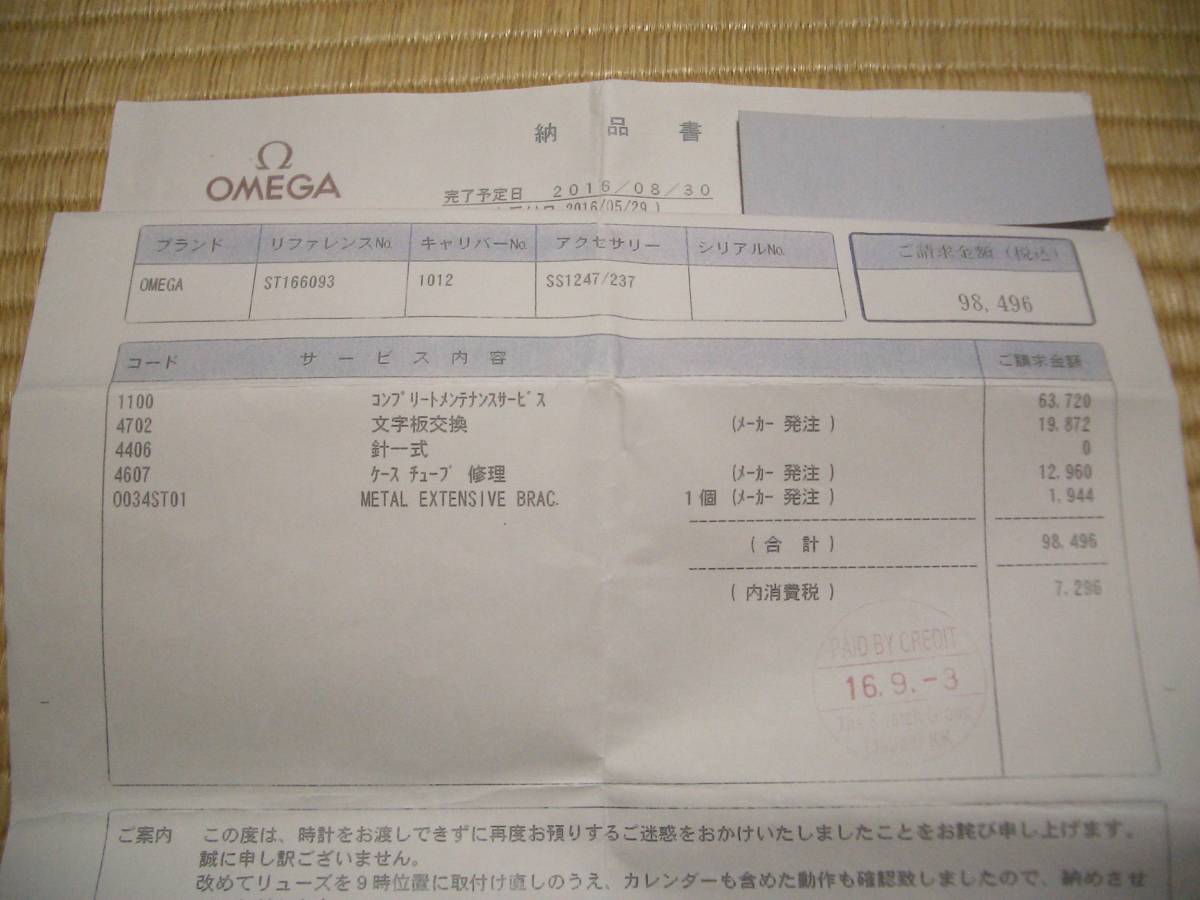 納品書
Ω
OMEGA
完了予定日 2016/08/30
2016/05/29
ブランド リファレンスNo. キャリバーNo. アクセサリー シリアルNo. ご請求金額(税込)
OMEGA ST166093 1012 SS1247/237 98,496
コード サービス内容 ご請求金額
1100 コンプリートメンテナンスサービス 63,720
4702 文字板交換 (メーカー 発注) 19,872
4406 針一式 0
4607 ケース チューブ 修理 (メーカー 発注) 12,960
0034ST01 METAL EXTENSIVE BRAC. 1個 (メーカー 発注) 1,944
(合計) 98,496
(内消費税) 7,296
PAID BY CREDIT
16.9.-3
The Swatch Group
(Japan) KK
ご案内 この度は、時計をお渡しできずに再度お預りするご迷惑をおかけいたしましたことをお詫び申し上げます。
誠に申し訳ございません。
改めてリューズを9時位置に取付け直しのうえ、カレンダーも含めた動作も確認致しましたので、納めさせ